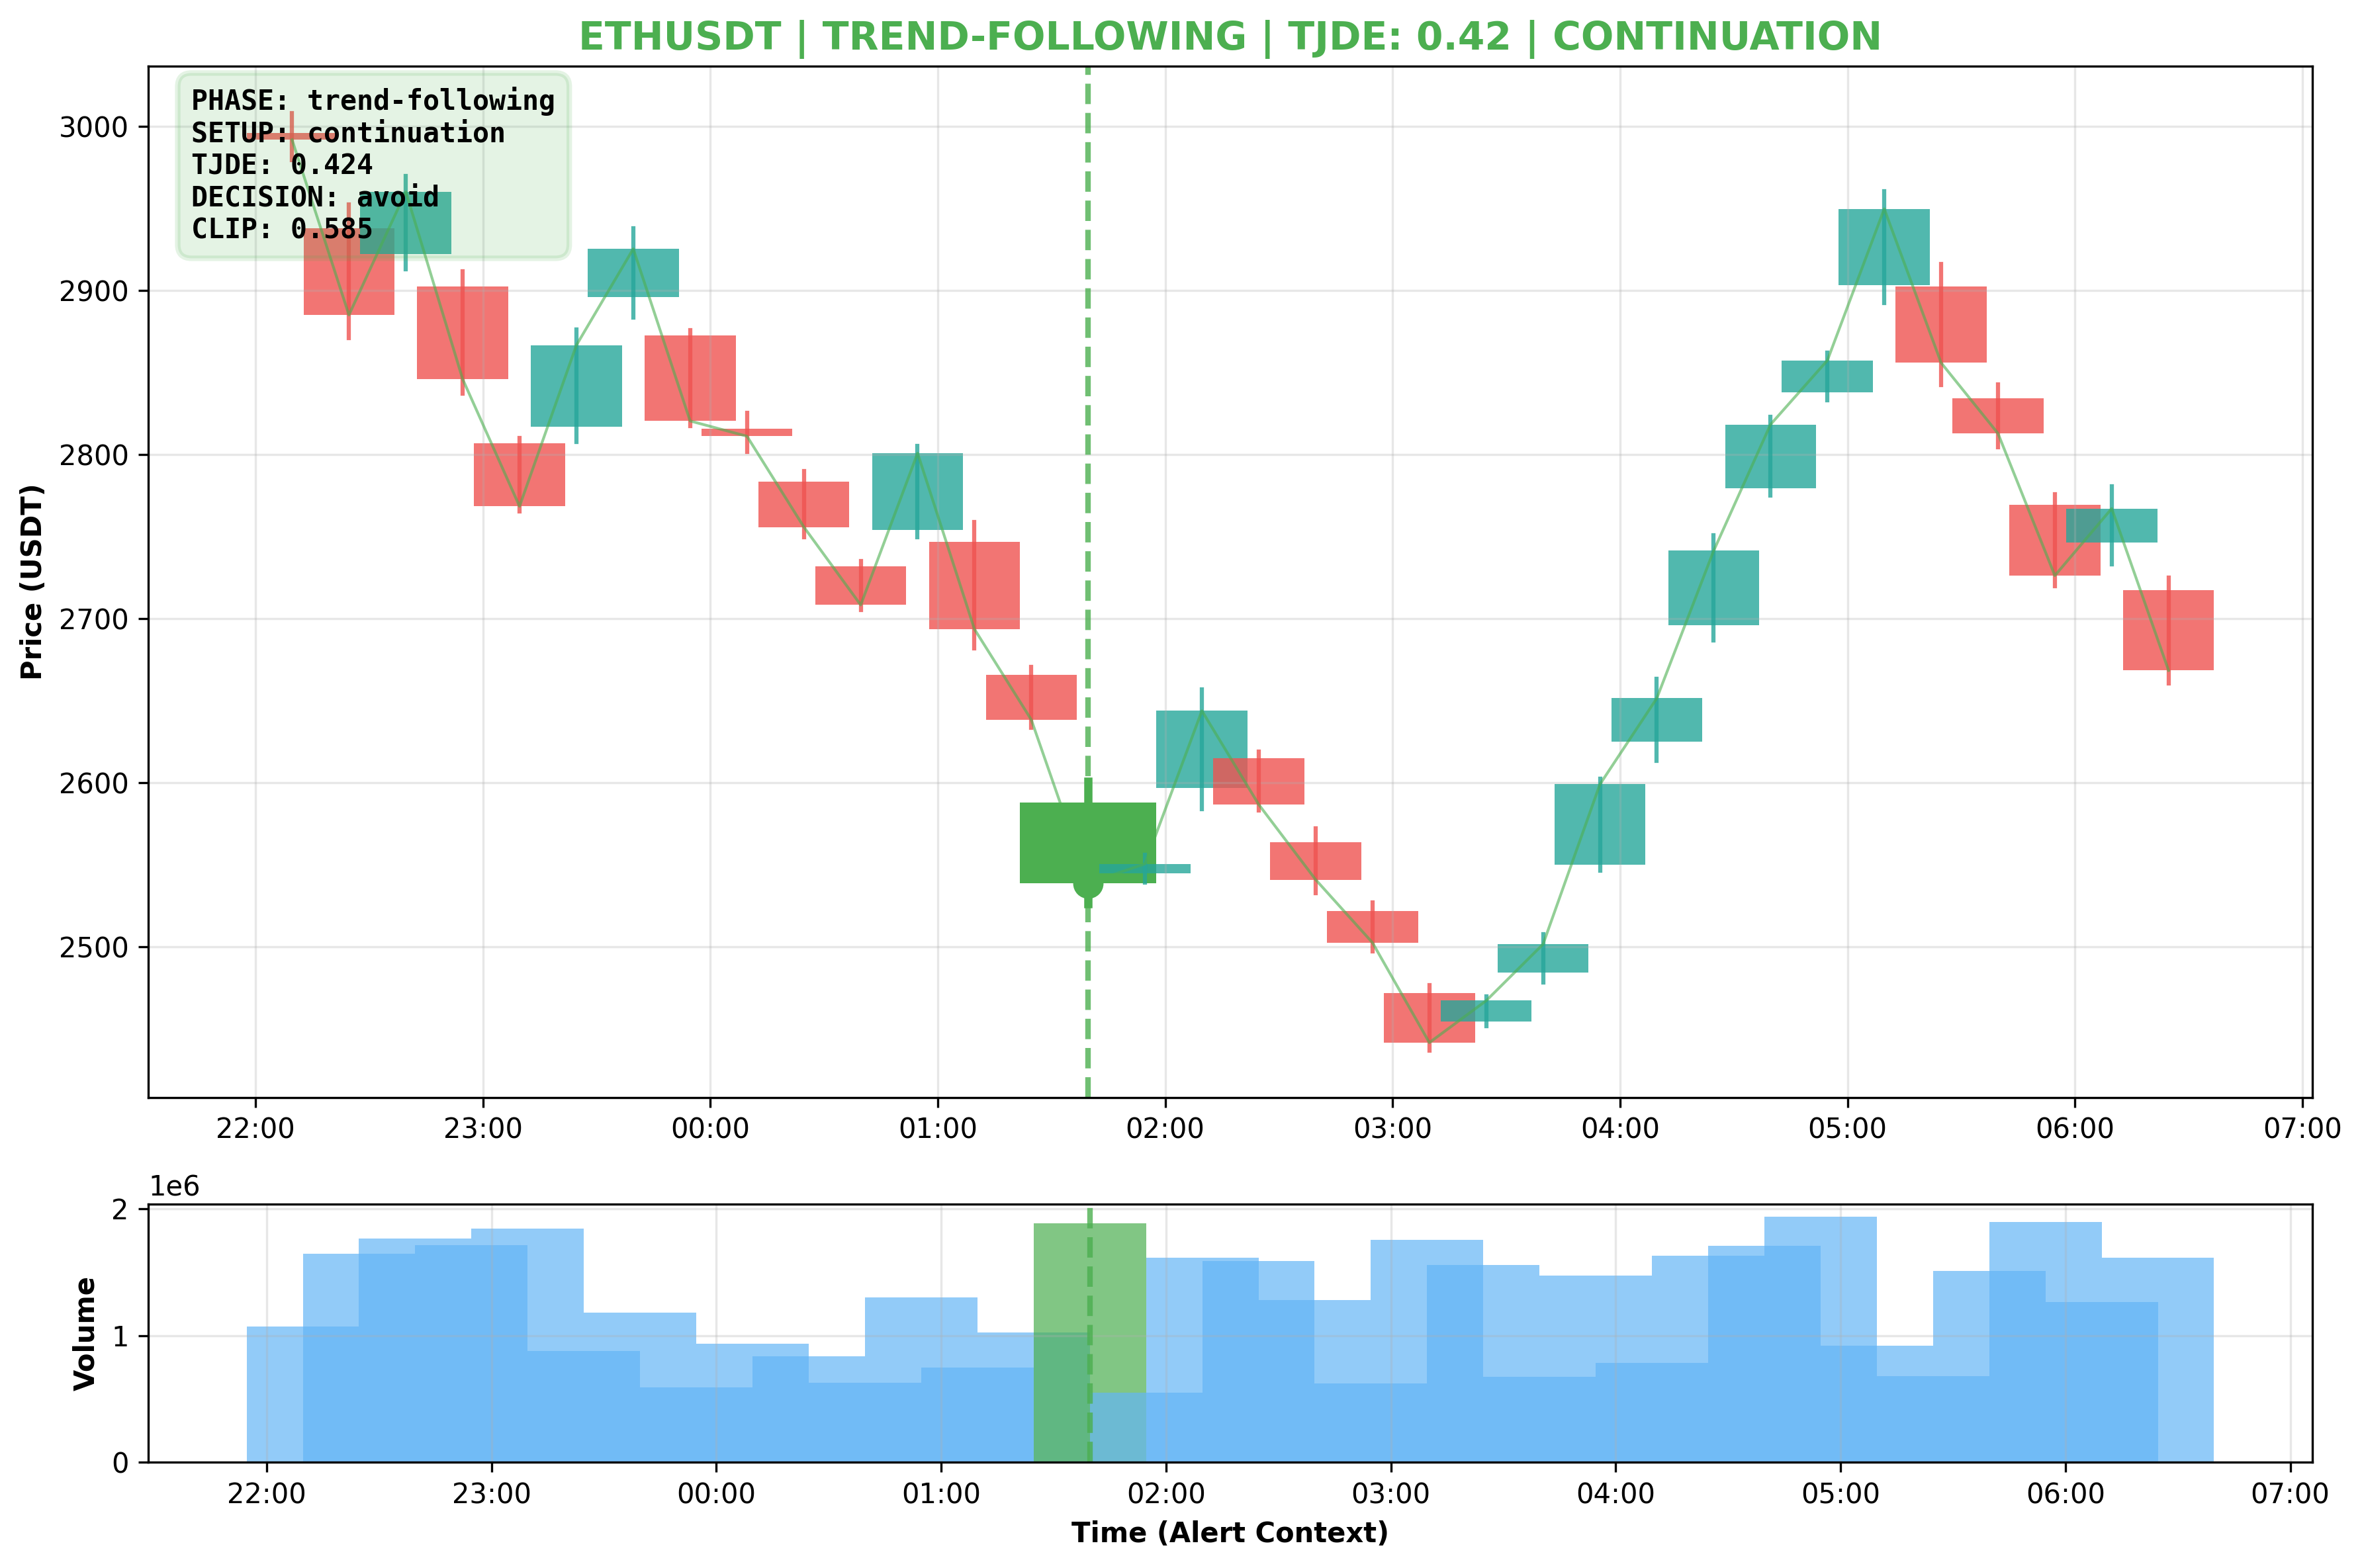 ETHUSDT | TREND-FOLLOWING | TJDE: 0.42 | CONTINUATION
PHASE: trend-following
SETUP: continuation
TJDE: 0.424
DECISION: avoid
CLIP: 0.585
Price (USDT)
3000
2900
2800
2700
2600
2500
22:00 23:00 00:00 01:00 02:00 03:00 04:00 05:00 06:00 07:00
1e6
Volume
2
1
0
22:00 23:00 00:00 01:00 02:00 03:00 04:00 05:00 06:00 07:00
Time (Alert Context)